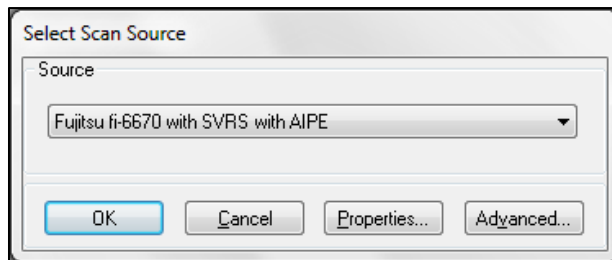 Select Scan Source
Source
Fujitsu fi-6670 with SVRS with AIPE
OK Cancel Properties... Advanced...